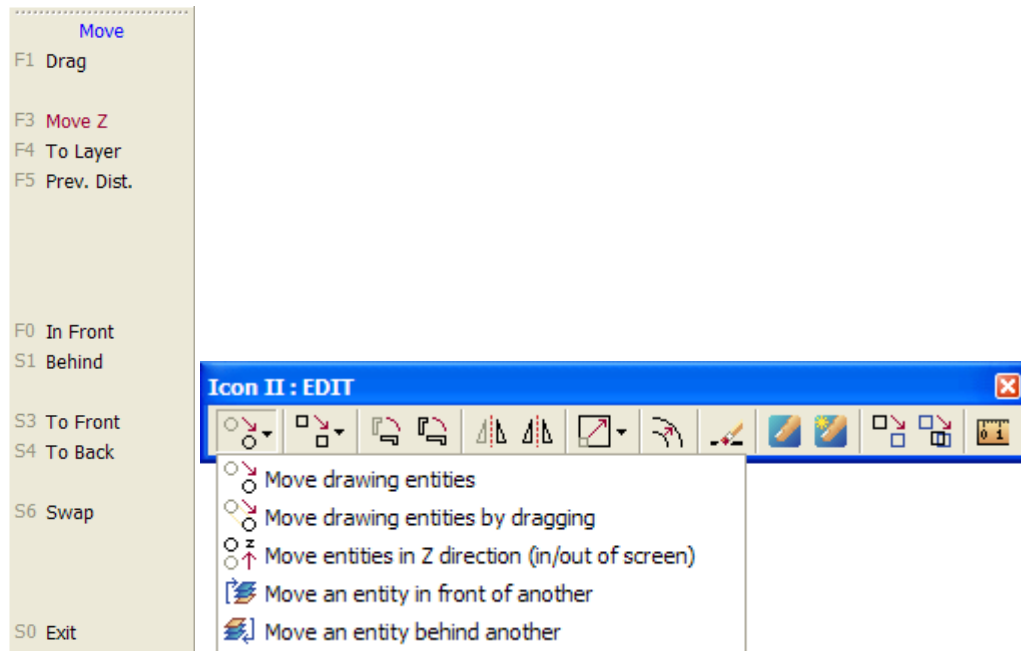 Move
F1 Drag
F3 Move Z
F4 To Layer
F5 Prev. Dist.
F0 In Front
S1 Behind
S3 To Front
S4 To Back
S6 Swap
S0 Exit
Icon II : EDIT
0 1
Move drawing entities
Move drawing entities by dragging
z
Move entities in Z direction (in/out of screen)
Move an entity in front of another
Move an entity behind another